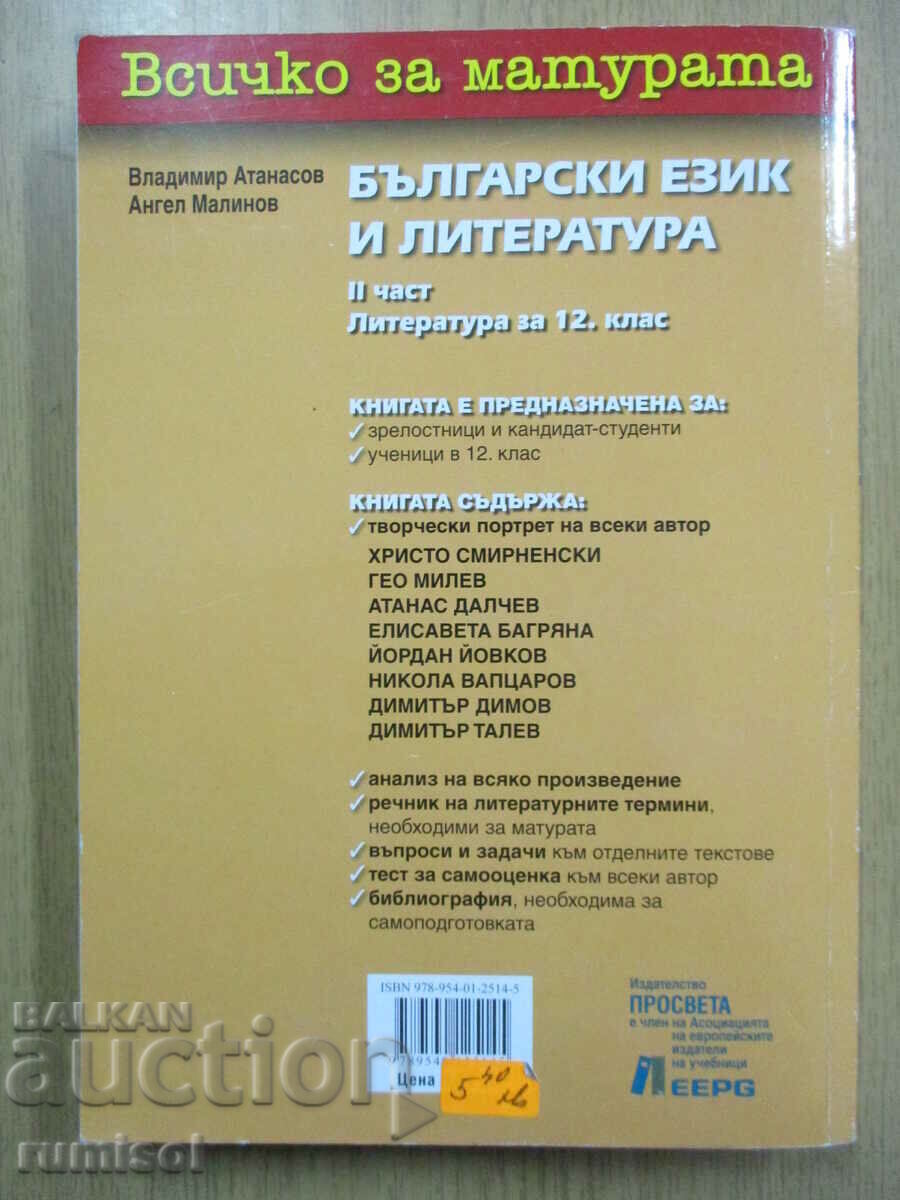 Всичко за матурата
Владимир Атанасов
Ангел Малинов
БЪЛГАРСКИ ЕЗИК
И ЛИТЕРАТУРА
II част
Литература за 12. клас
КНИГАТА Е ПРЕДНАЗНАЧЕНА ЗА:
✓ зрелостници и кандидат-студенти
✓ ученици в 12. клас
КНИГАТА СЪДЪРЖА:
✓ творчески портрет на всеки автор
ХРИСТО СМИРНЕНСКИ
ГЕО МИЛЕВ
АТАНАС ДАЛЧЕВ
ЕЛИСАВЕТА БАГРЯНА
ЙОРДАН ЙОВКОВ
НИКОЛА ВАПЦАРОВ
ДИМИТЪР ДИМОВ
ДИМИТЪР ТАЛЕВ
✓ анализ на всяко произведение
✓ речник на литературните термини,
необходими за матурата
✓ въпроси и задачи към отделните текстове
✓ тест за самооценка към всеки автор
✓ библиография, необходима за
самоподготовката
ISBN 978-954-01-2514-5
Цена
5 40 лв
Издателство
ПРОСВЕТА
е член на Асоциацията
на европейските
издатели
на учебници
EEPG
BALKAN
auction
rumisol